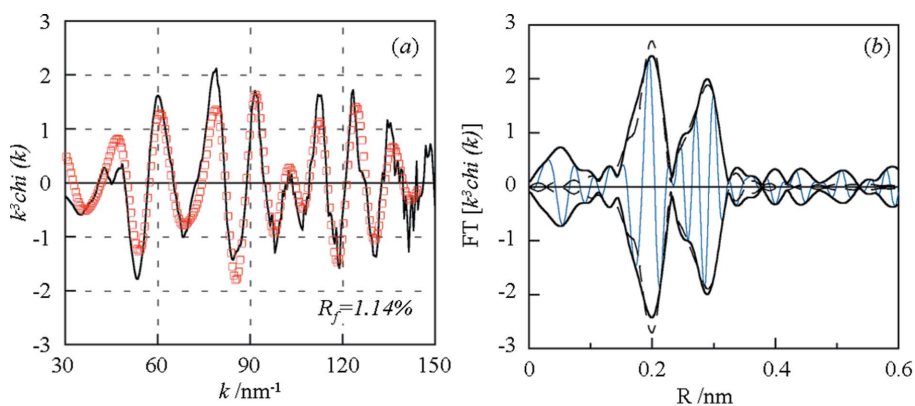 3
2
1
0
-1
-2
-3
k³chi (k)
(a)
R_f=1.14%
30 60 90 120 150
k /nm⁻¹
3
2
1
0
-1
-2
-3
FT [k³chi (k)]
(b)
0 0.2 0.4 0.6
R /nm